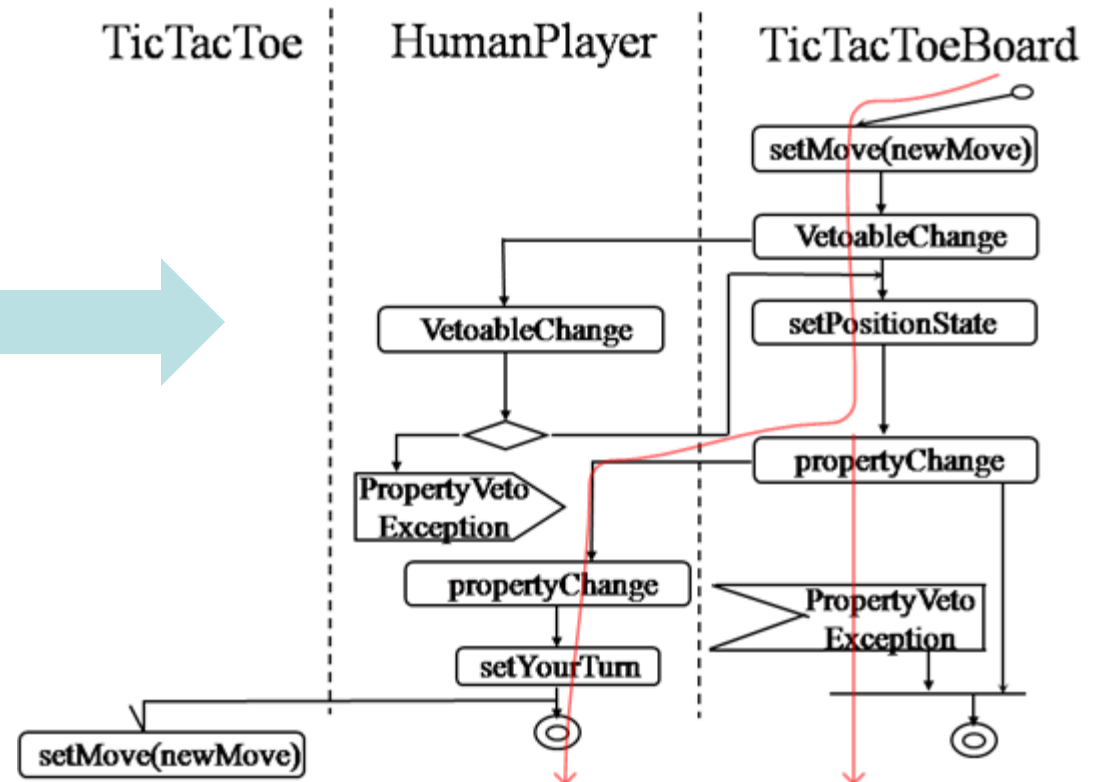 TicTacToe
HumanPlayer
TicTacToeBoard
setMove(newMove)
VetoableChange
VetoableChange
setPositionState
propertyChange
PropertyVeto
Exception
propertyChange
PropertyVeto
Exception
setYourTurn
setMove(newMove)